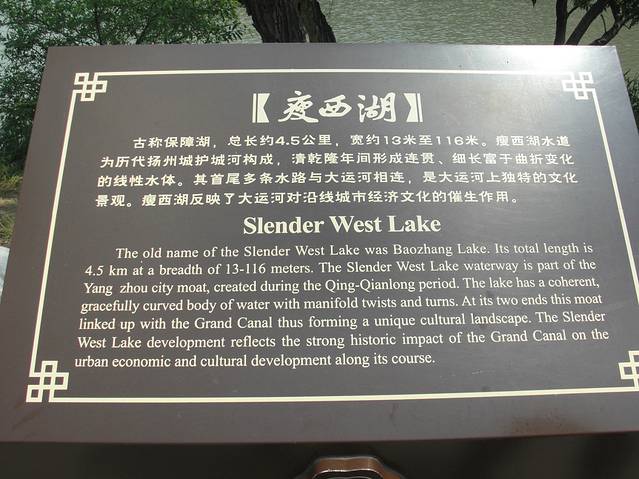 【瘦西湖】
古称保障湖，总长约4.5公里，宽约13米至116米。瘦西湖水道
为历代扬州城护城河构成，清乾隆年间形成连贯、细长富于曲折变化
的线性水体。其首尾多条水路与大运河相连，是大运河上独特的文化
景观。瘦西湖反映了大运河对沿线城市经济文化的催生作用。
Slender West Lake
The old name of the Slender West Lake was Baozhang Lake. Its total length is
4.5 km at a breadth of 13-116 meters. The Slender West Lake waterway is part of the
Yang zhou city moat, created during the Qing-Qianlong period. The lake has a coherent,
gracefully curved body of water with manifold twists and turns. At its two ends this moat
linked up with the Grand Canal thus forming a unique cultural landscape. The Slender
West Lake development reflects the strong historic impact of the Grand Canal on the
urban economic and cultural development along its course.